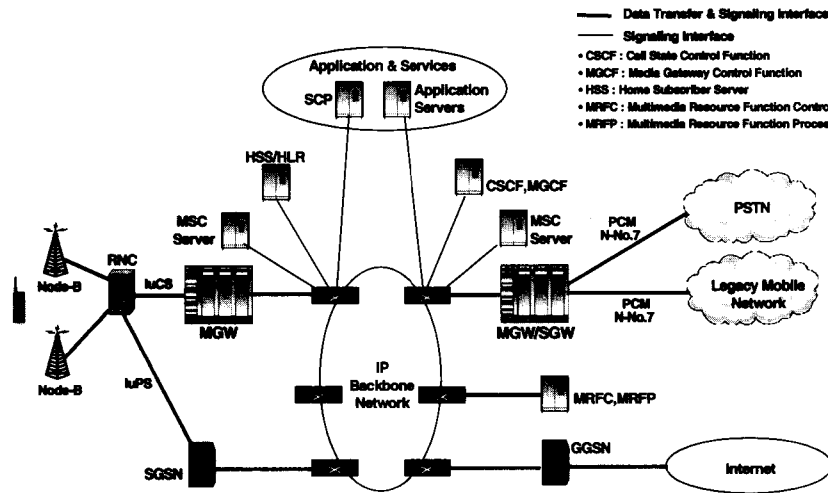 Data Transfer & Signaling Interface
Signaling Interface
• CSCF : Call State Control Function
• MGCF : Media Gateway Control Function
• HSS : Home Subscriber Server
• MRFC : Multimedia Resource Function Control
• MRFP : Multimedia Resource Function Proce
Application & Services
SCP
Application
Servers
HSS/HLR
CSCF,MGCF
MSC
Server
MSC
Server
PCM
N-No.7
PSTN
RNC
Node-B
IuCS
MGW
MGW/SGW
PCM
N-No.7
Legacy Mobile
Network
Node-B
IuPS
IP
Backbone
Network
MRFC,MRFP
SGSN
GGSN
Internet